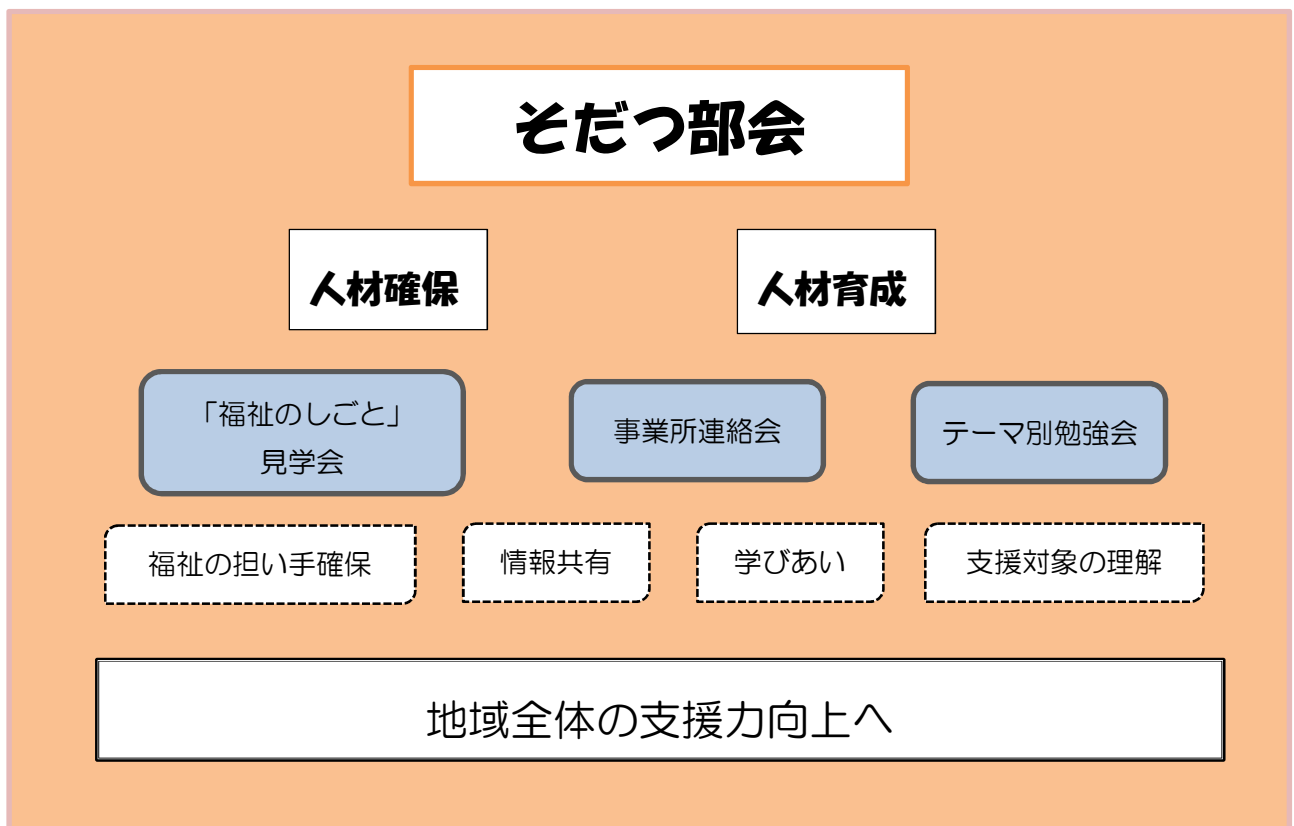 そだつ部会
人材確保
人材育成
「福祉のしごと」
見学会
事業所連絡会
テーマ別勉強会
福祉の担い手確保
情報共有
学びあい
支援対象の理解
地域全体の支援力向上へ